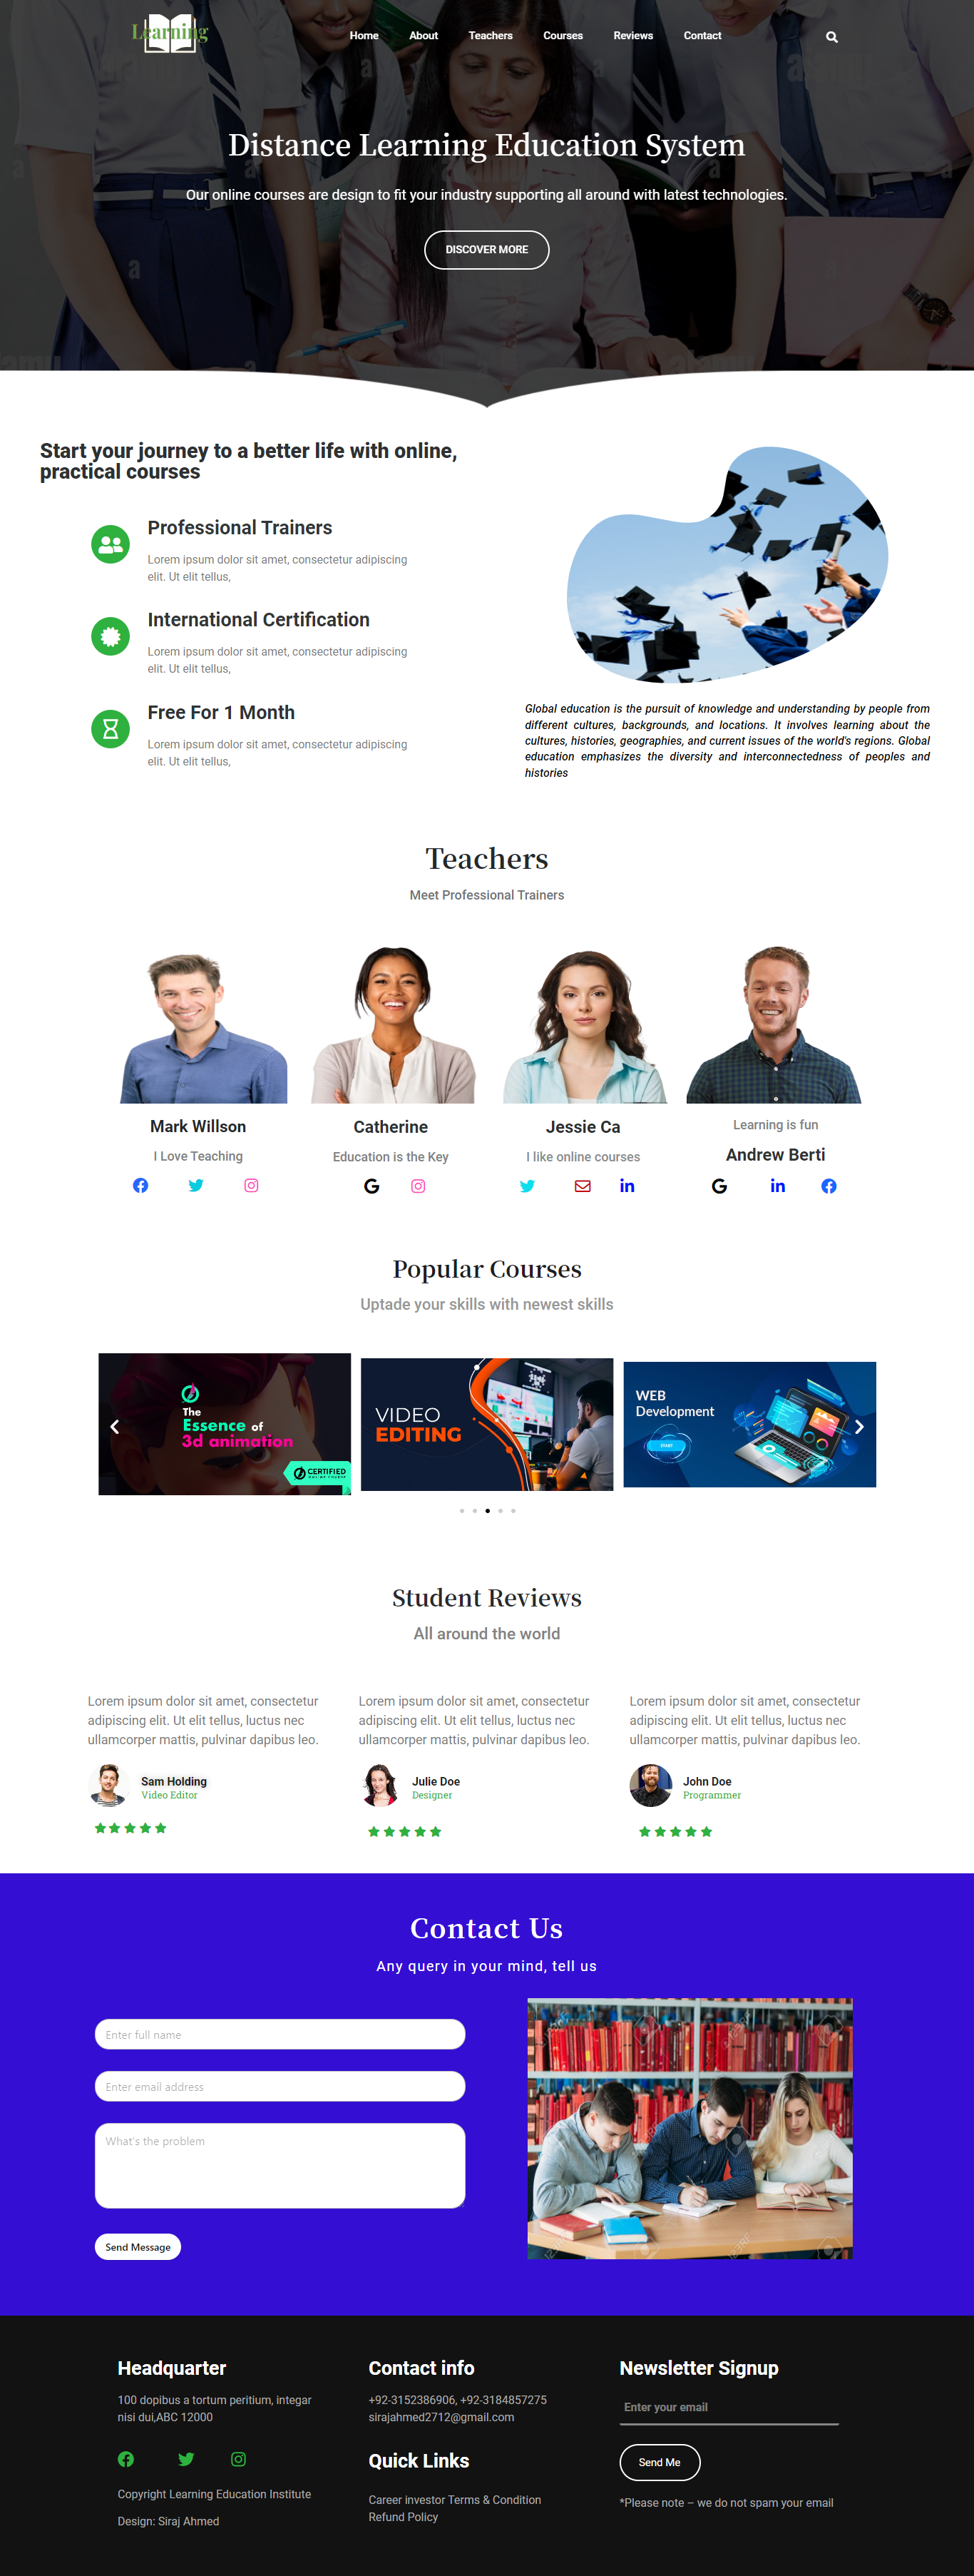 Learning
Home About Teachers Courses Reviews Contact
Distance Learning Education System
Our online courses are design to fit your industry supporting all around with latest technologies.
DISCOVER MORE
Start your journey to a better life with online,
practical courses
Professional Trainers
Lorem ipsum dolor sit amet, consectetur adipiscing
elit. Ut elit tellus,
International Certification
Lorem ipsum dolor sit amet, consectetur adipiscing
elit. Ut elit tellus,
Free For 1 Month
Lorem ipsum dolor sit amet, consectetur adipiscing
elit. Ut elit tellus,
Global education is the pursuit of knowledge and understanding by people from
different cultures, backgrounds, and locations. It involves learning about the
cultures, histories, geographies, and current issues of the world's regions. Global
education emphasizes the diversity and interconnectedness of peoples and
histories
Teachers
Meet Professional Trainers
Mark Willson
I Love Teaching
Catherine
Education is the Key
Jessie Ca
I like online courses
Learning is fun
Andrew Berti
Popular Courses
Uptade your skills with newest skills
The
Essence of
3d animation
CERTIFIED
VIDEO
EDITING
WEB
Development
START
Student Reviews
All around the world
Lorem ipsum dolor sit amet, consectetur
adipiscing elit. Ut elit tellus, luctus nec
ullamcorper mattis, pulvinar dapibus leo.
Sam Holding
Video Editor
Lorem ipsum dolor sit amet, consectetur
adipiscing elit. Ut elit tellus, luctus nec
ullamcorper mattis, pulvinar dapibus leo.
Julie Doe
Designer
Lorem ipsum dolor sit amet, consectetur
adipiscing elit. Ut elit tellus, luctus nec
ullamcorper mattis, pulvinar dapibus leo.
John Doe
Programmer
Contact Us
Any query in your mind, tell us
Enter full name
Enter email address
What's the problem
Send Message
Headquarter
100 dopibus a tortum peritium, integar
nisi dui,ABC 12000
Copyright Learning Education Institute
Design: Siraj Ahmed
Contact info
+92-3152386906, +92-3184857275
sirajahmed2712@gmail.com
Quick Links
Career investor Terms & Condition
Refund Policy
Newsletter Signup
Enter your email
Send Me
*Please note – we do not spam your email